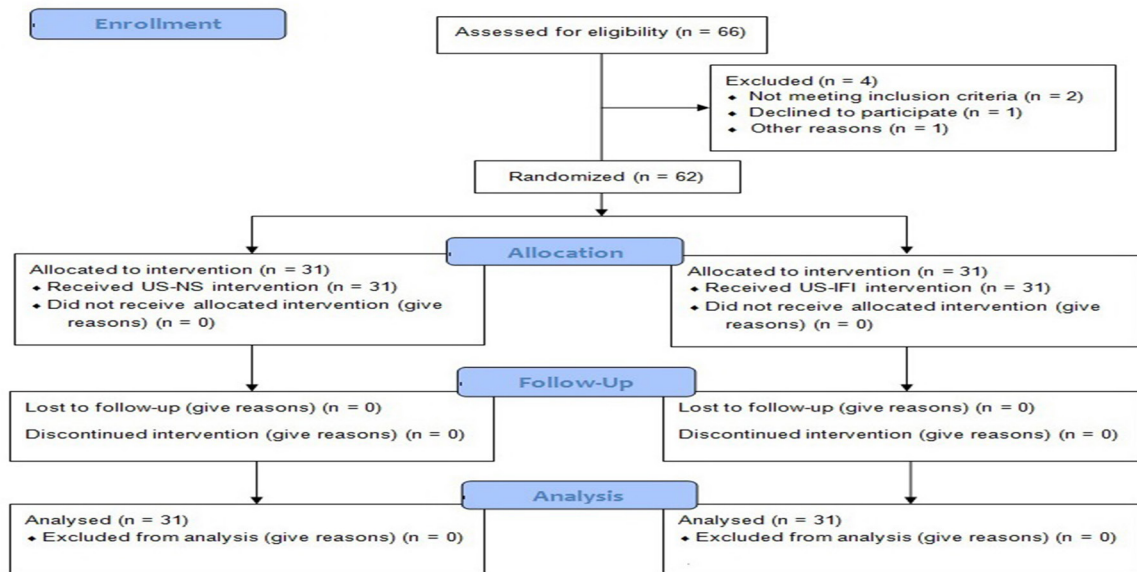 Enrollment
Assessed for eligibility (n = 66)
Excluded (n = 4)
⬥ Not meeting inclusion criteria (n = 2)
⬥ Declined to participate (n = 1)
⬥ Other reasons (n = 1)
Randomized (n = 62)
Allocation
Allocated to intervention (n = 31)
⬥ Received US-NS intervention (n = 31)
⬥ Did not receive allocated intervention (give
reasons) (n = 0)
Allocated to intervention (n = 31)
⬥ Received US-IFI intervention (n = 31)
⬥ Did not receive allocated intervention (give
reasons) (n = 0)
Follow-Up
Lost to follow-up (give reasons) (n = 0)
Discontinued intervention (give reasons) (n = 0)
Lost to follow-up (give reasons) (n = 0)
Discontinued intervention (give reasons) (n = 0)
Analysis
Analysed (n = 31)
⬥ Excluded from analysis (give reasons) (n = 0)
Analysed (n = 31)
⬥ Excluded from analysis (give reasons) (n = 0)